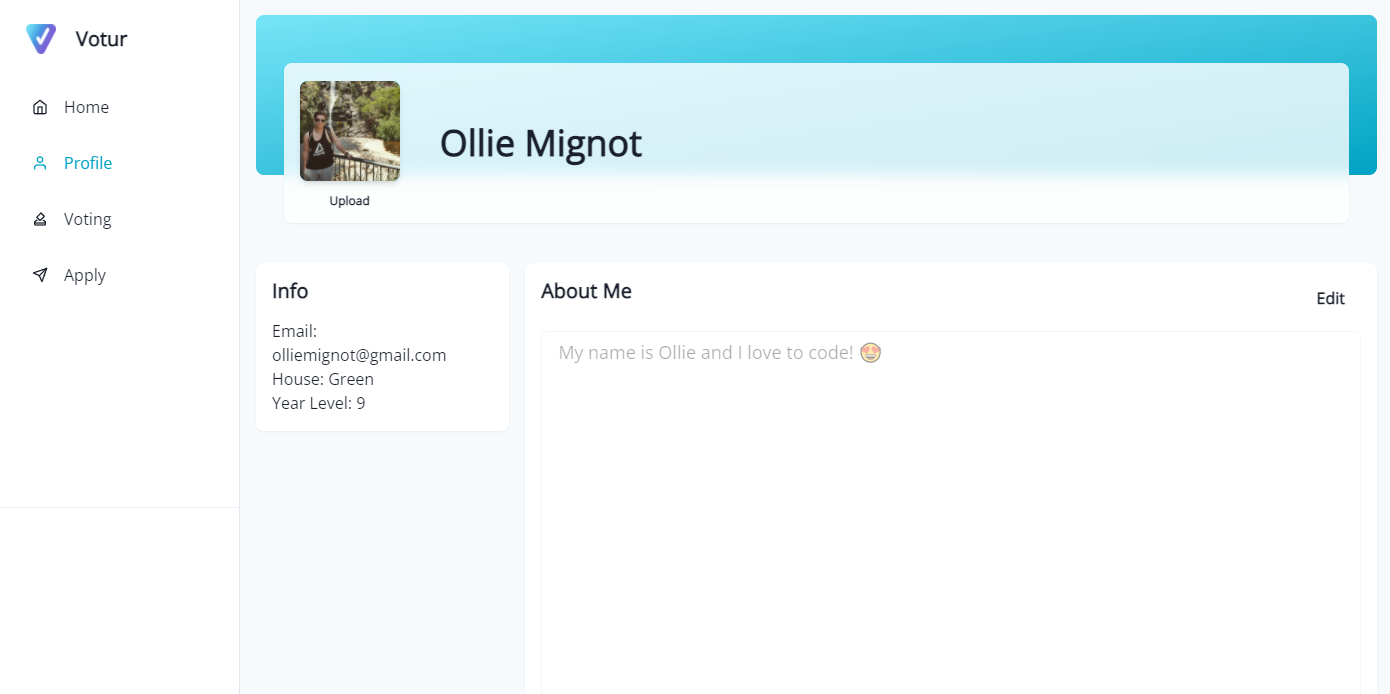 Votur
Home
Profile
Voting
Apply
Ollie Mignot
Upload
Info
Email:
olliemignot@gmail.com
House: Green
Year Level: 9
About Me
Edit
My name is Ollie and I love to code! 😍